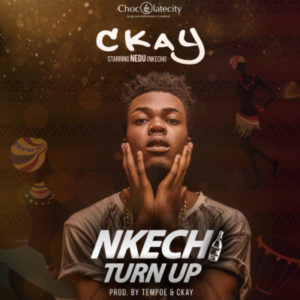 Chocolatecity
CKAY
STARRING NEDU (NKECHI)
NKECHI
TURN UP
PROD. BY TEMPOE & CKAY